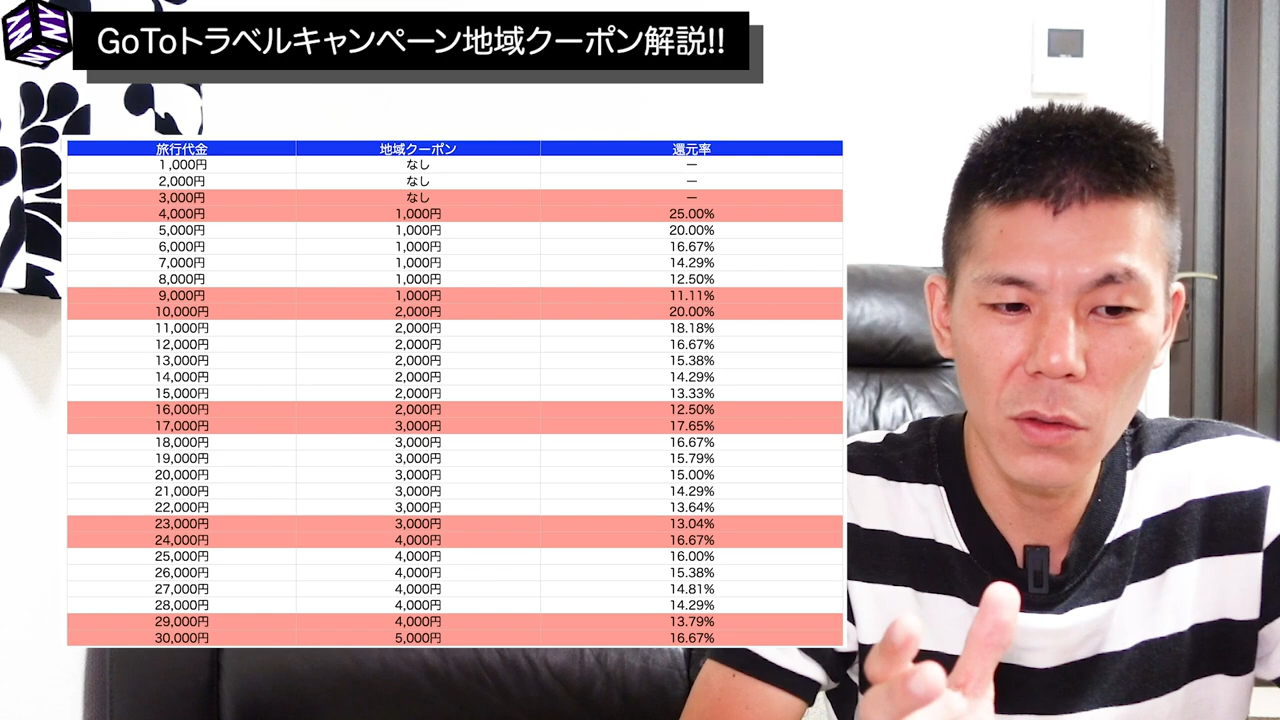 GoToトラベルキャンペーン地域クーポン解説!!
旅行代金 地域クーポン 還元率
1,000円 なし ー
2,000円 なし ー
3,000円 なし ー
4,000円 1,000円 25.00%
5,000円 1,000円 20.00%
6,000円 1,000円 16.67%
7,000円 1,000円 14.29%
8,000円 1,000円 12.50%
9,000円 1,000円 11.11%
10,000円 2,000円 20.00%
11,000円 2,000円 18.18%
12,000円 2,000円 16.67%
13,000円 2,000円 15.38%
14,000円 2,000円 14.29%
15,000円 2,000円 13.33%
16,000円 2,000円 12.50%
17,000円 3,000円 17.65%
18,000円 3,000円 16.67%
19,000円 3,000円 15.79%
20,000円 3,000円 15.00%
21,000円 3,000円 14.29%
22,000円 3,000円 13.64%
23,000円 3,000円 13.04%
24,000円 4,000円 16.67%
25,000円 4,000円 16.00%
26,000円 4,000円 15.38%
27,000円 4,000円 14.81%
28,000円 4,000円 14.29%
29,000円 4,000円 13.79%
30,000円 5,000円 16.67%